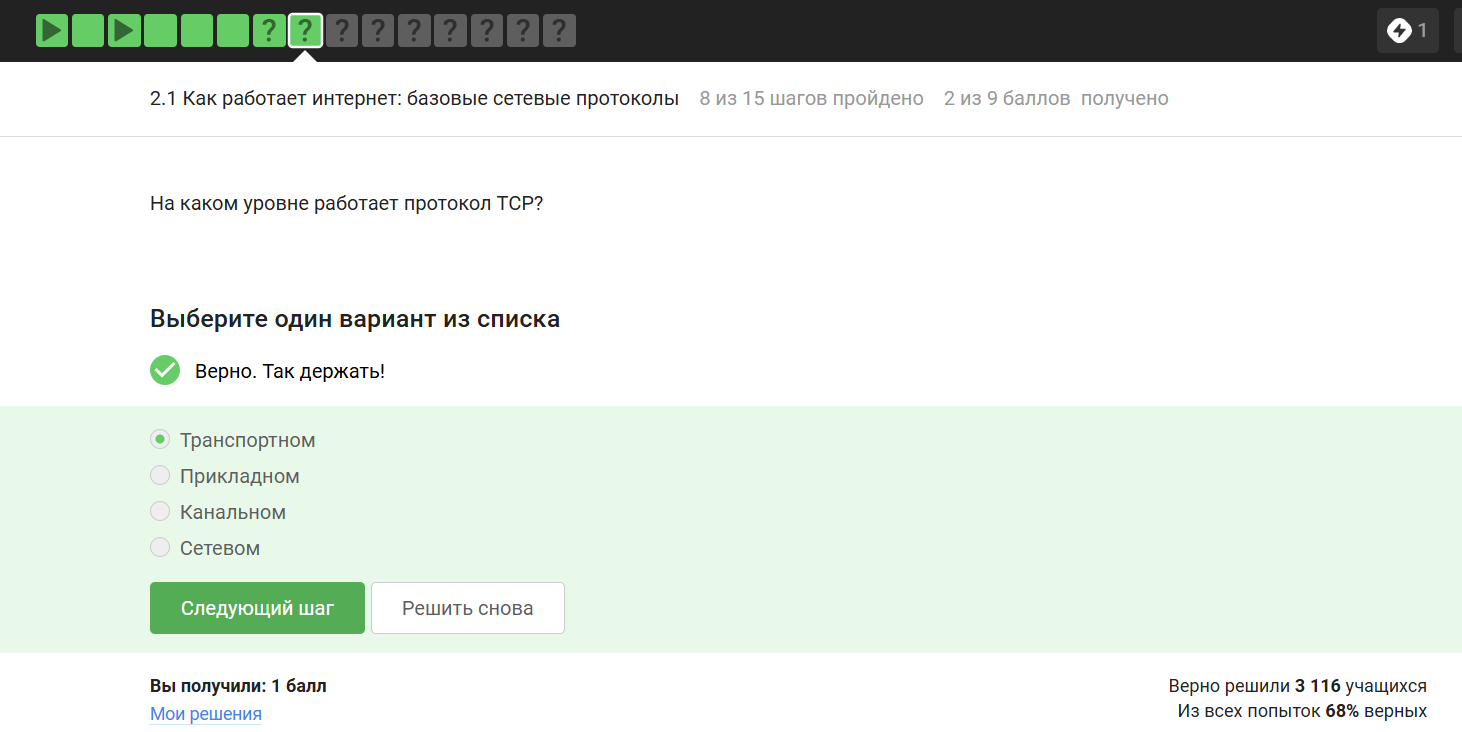 ? ? ? ? ? ? ? ? ?
1
2.1 Как работает интернет: базовые сетевые протоколы 8 из 15 шагов пройдено 2 из 9 баллов получено
На каком уровне работает протокол TCP?
Выберите один вариант из списка
Верно. Так держать!
Транспортном
Прикладном
Канальном
Сетевом
Следующий шаг Решить снова
Вы получили: 1 балл
Мои решения
Верно решили 3 116 учащихся
Из всех попыток 68% верных